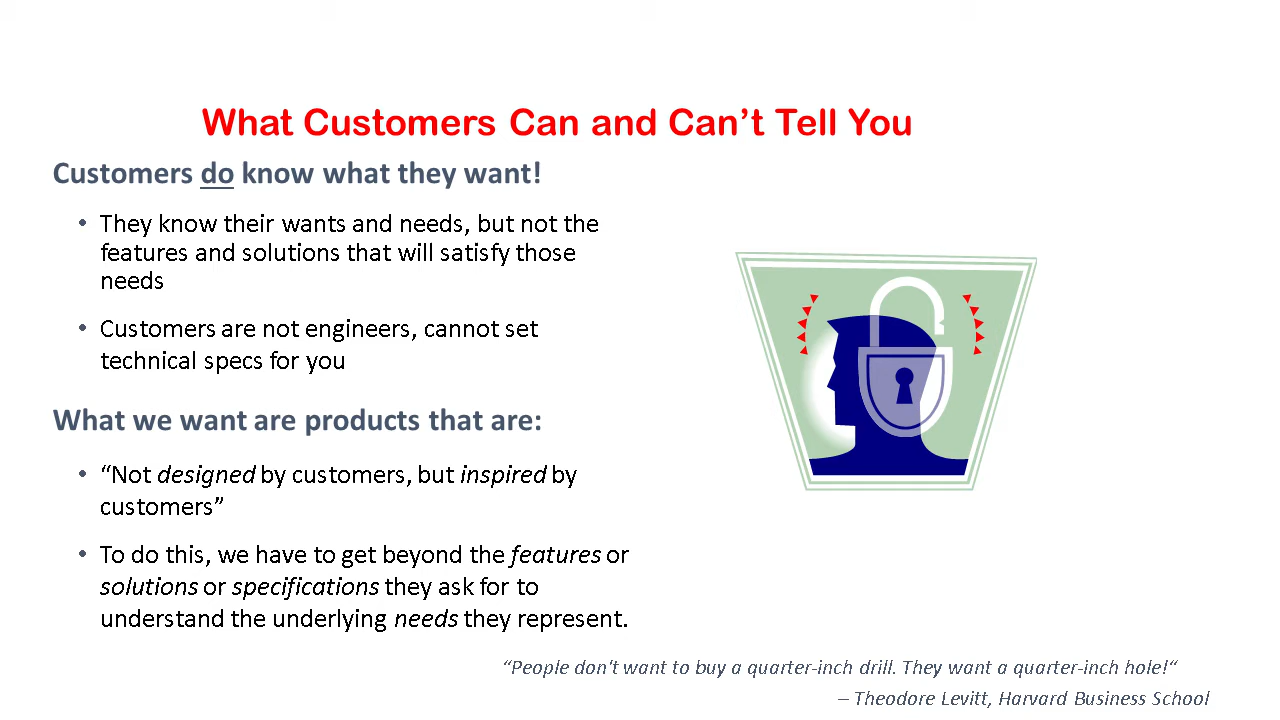 What Customers Can and Can’t Tell You
Customers do know what they want!
• They know their wants and needs, but not the
features and solutions that will satisfy those
needs
• Customers are not engineers, cannot set
technical specs for you
What we want are products that are:
• “Not designed by customers, but inspired by
customers”
• To do this, we have to get beyond the features or
solutions or specifications they ask for to
understand the underlying needs they represent.
“People don't want to buy a quarter-inch drill. They want a quarter-inch hole!“
– Theodore Levitt, Harvard Business School